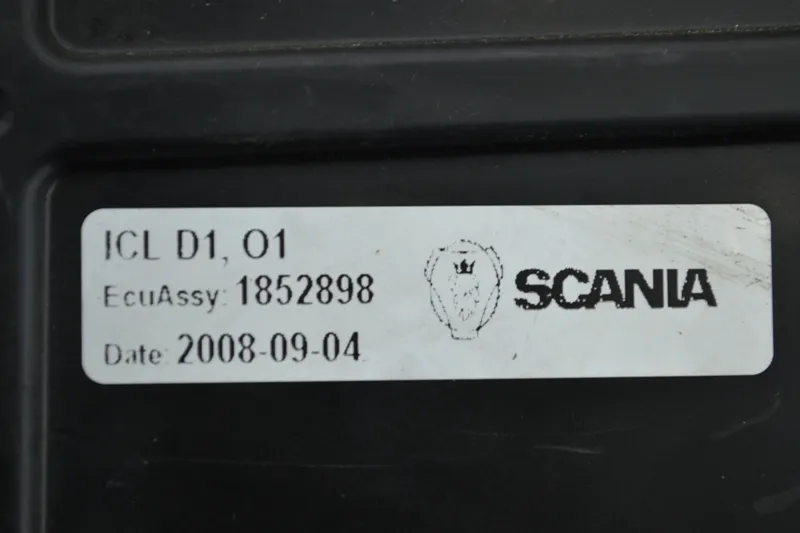 ICL D1, O1
EcuAssy: 1852898
Date: 2008-09-04
SCANIA